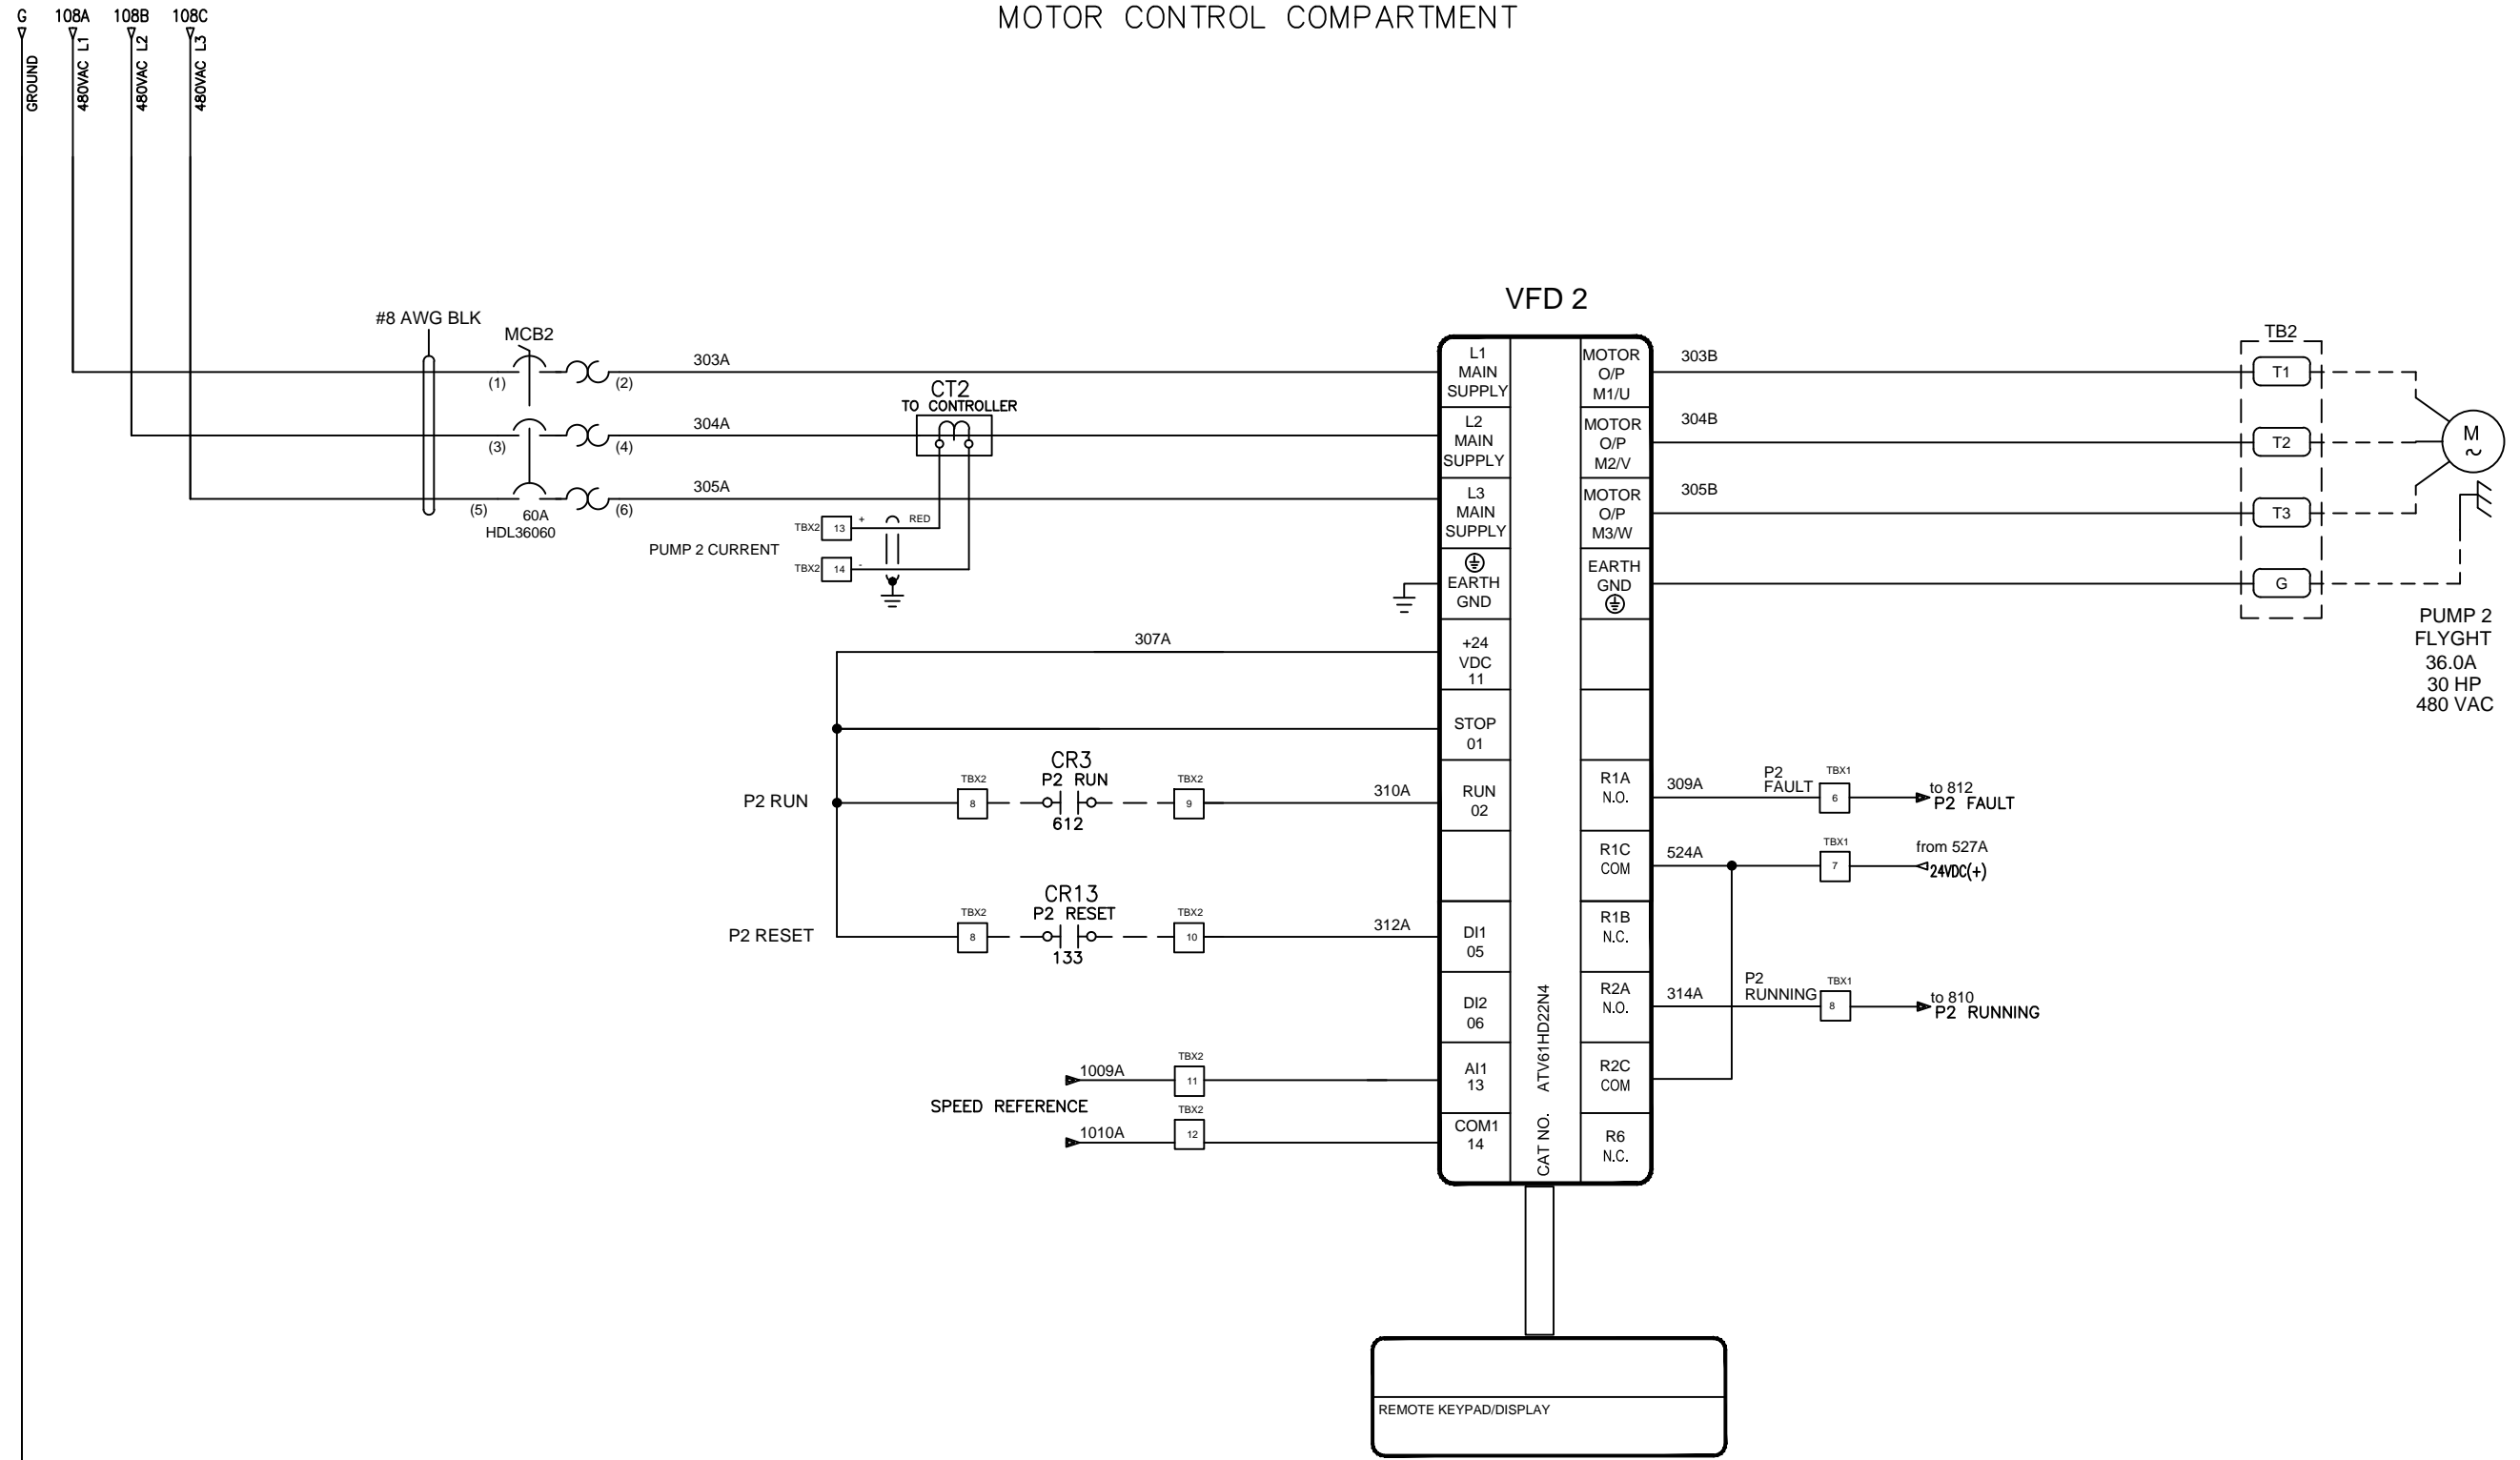 MOTOR CONTROL COMPARTMENT
G
108A
108B
108C
GROUND
480VAC L1
480VAC L2
480VAC L3
#8 AWG BLK
MCB2
(1)
(2)
303A
(3)
(4)
304A
(5)
(6)
305A
60A
HDL36060
CT2
TO CONTROLLER
TBX2
13
+
RED
PUMP 2 CURRENT
TBX2
14
-
VFD 2
L1
MAIN
SUPPLY
L2
MAIN
SUPPLY
L3
MAIN
SUPPLY
EARTH
GND
+24
VDC
11
STOP
01
RUN
02
DI1
05
DI2
06
AI1
13
COM1
14
CAT NO. ATV61HD22N4
MOTOR
O/P
M1/U
MOTOR
O/P
M2/V
MOTOR
O/P
M3/W
EARTH
GND
R1A
N.O.
R1C
COM
R1B
N.C.
R2A
N.O.
R2C
COM
R6
N.C.
303B
304B
305B
TB2
T1
T2
T3
G
M
~
PUMP 2
FLYGHT
36.0A
30 HP
480 VAC
307A
P2 RUN
TBX2
8
CR3
P2 RUN
612
TBX2
9
310A
P2 RESET
TBX2
8
CR13
P2 RESET
133
TBX2
10
312A
1009A
TBX2
11
SPEED REFERENCE
1010A
TBX2
12
309A
P2
FAULT
TBX1
6
to 812
P2 FAULT
524A
TBX1
7
from 527A
24VDC(+)
314A
P2
RUNNING
TBX1
8
to 810
P2 RUNNING
REMOTE KEYPAD/DISPLAY